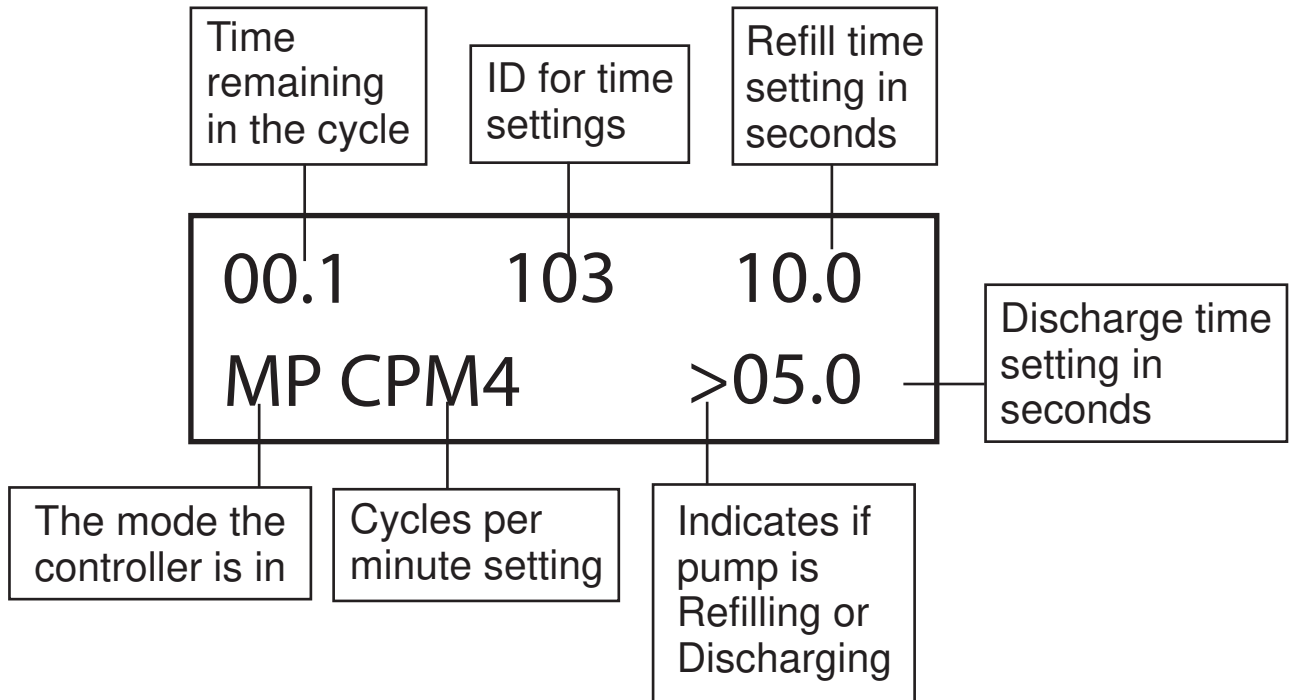 Time
remaining
in the cycle
ID for time
settings
Refill time
setting in
seconds
00.1 103 10.0
MP CPM4 >05.0
Discharge time
setting in
seconds
The mode the
controller is in
Cycles per
minute setting
Indicates if
pump is
Refilling or
Discharging